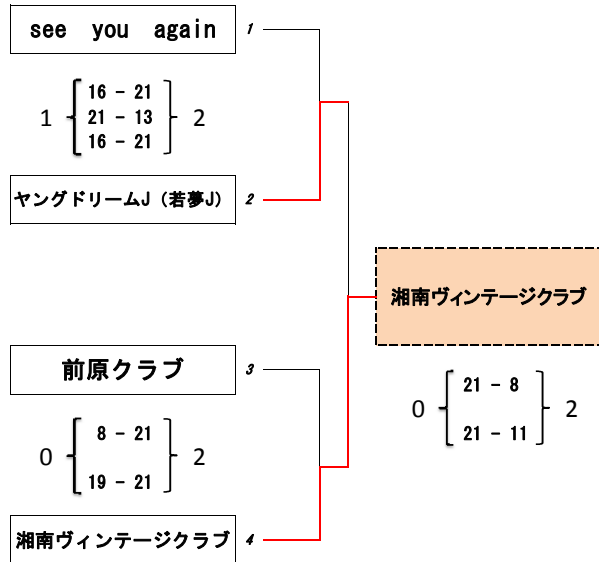 see you again 1
16 - 21
1 21 - 13 2
16 - 21
ヤングドリームJ（若夢J） 2
湘南ヴィンテージクラブ
前原クラブ 3
21 - 8
0 2
21 - 11
8 - 21
0 2
19 - 21
湘南ヴィンテージクラブ 4